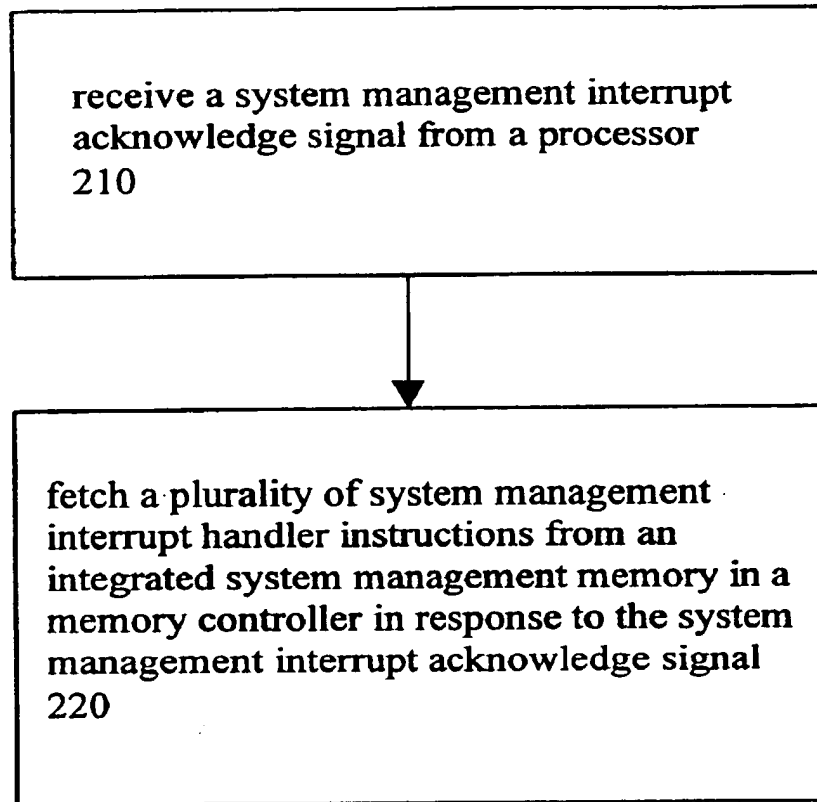 receive a system management interrupt
acknowledge signal from a processor
210
fetch a plurality of system management
interrupt handler instructions from an
integrated system management memory in a
memory controller in response to the system
management interrupt acknowledge signal
220